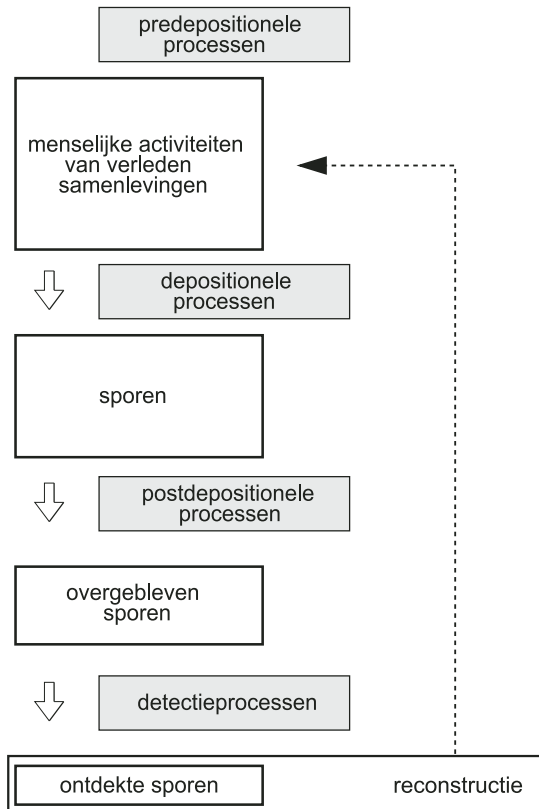 predepositionele
processen
menselijke activiteiten
van verleden
samenlevingen
depositionele
processen
sporen
postdepositionele
processen
overgebleven
sporen
detectieprocessen
ontdekte sporen
reconstructie